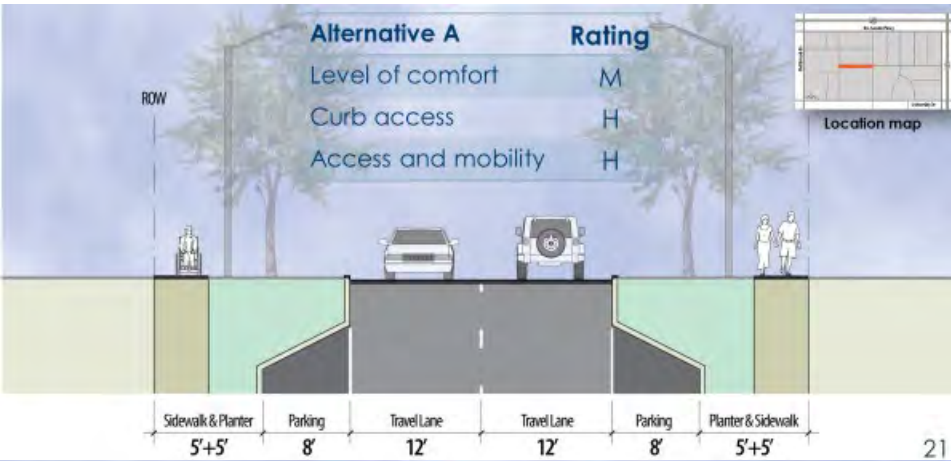 Alternative A Rating
Level of comfort M
Curb access H
Access and mobility H
ROW
Location map
Sidewalk & Planter Parking Travel Lane Travel Lane Parking Planter & Sidewalk
5'+5' 8' 12' 12' 8' 5'+5'
21